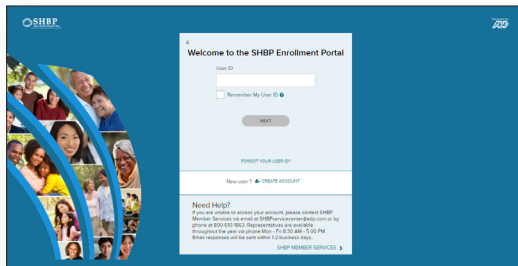 SHBP
ADP
Welcome to the SHBP Enrollment Portal
User ID
Remember My User ID
NEXT
FORGOT YOUR USER ID?
New user ? CREATE ACCOUNT
Need Help?
If you are unable to access your account, please contact SHBP
Member Services via email at SHBPservicecenter@adp.com or by
phone at 800-610-1863. Representatives are available
throughout the year via phone Mon - Fri 8:30 AM - 5:00 PM.
Email responses will be sent within 1-2 business days.
SHBP MEMBER SERVICES